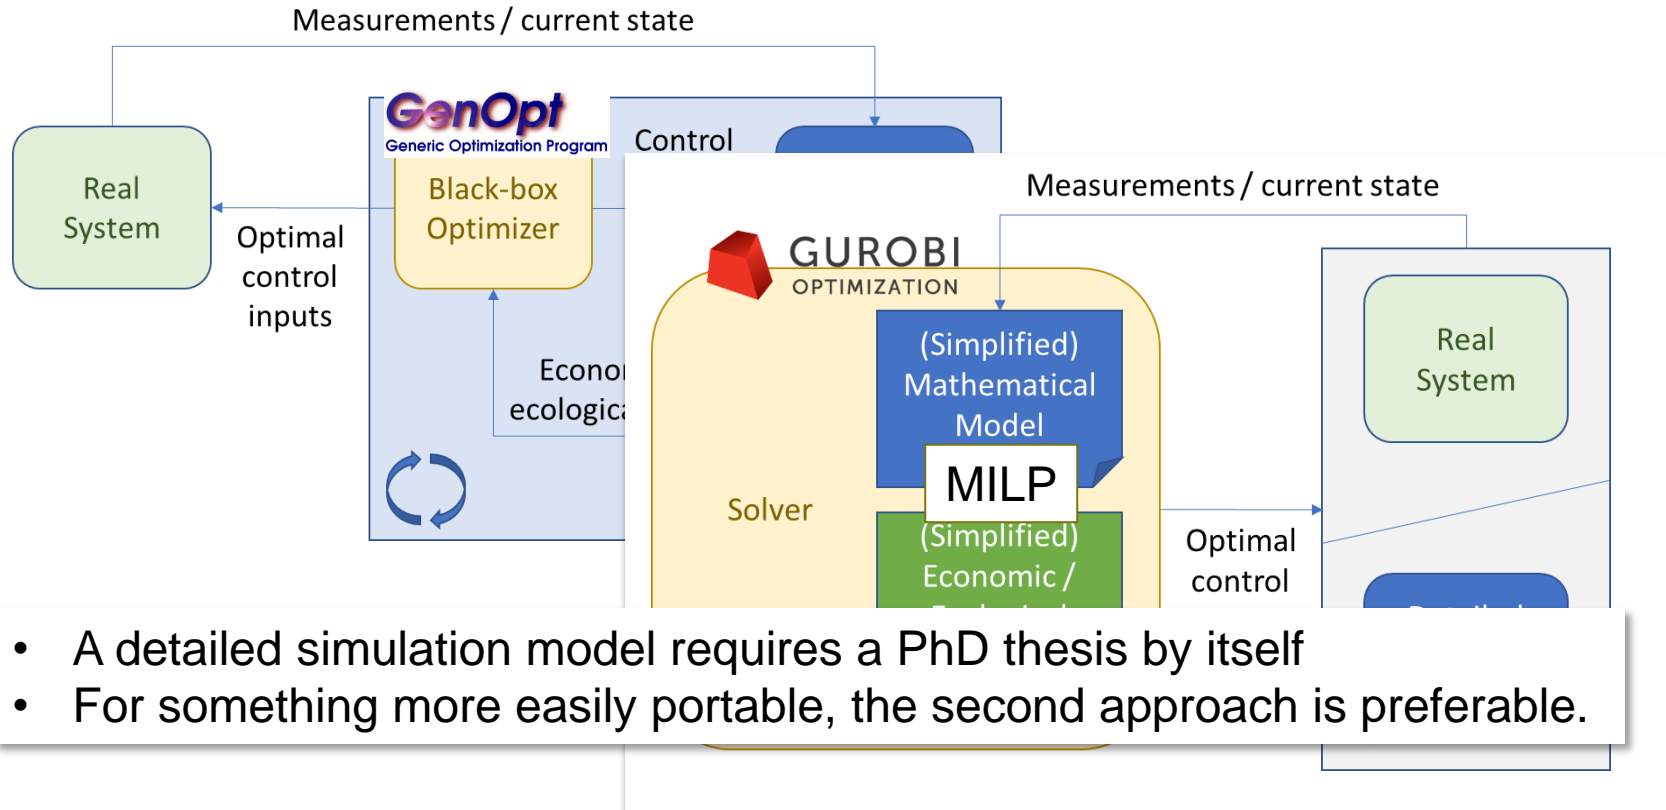 Measurements / current state
GenOpt
Generic Optimization Program
Control
Real
System
Black-box
Optimizer
Optimal
control
inputs
Measurements / current state
GUROBI
OPTIMIZATION
(Simplified)
Mathematical
Model
Real
System
MILP
Solver
(Simplified)
Economic /
Optimal
control
• A detailed simulation model requires a PhD thesis by itself
• For something more easily portable, the second approach is preferable.